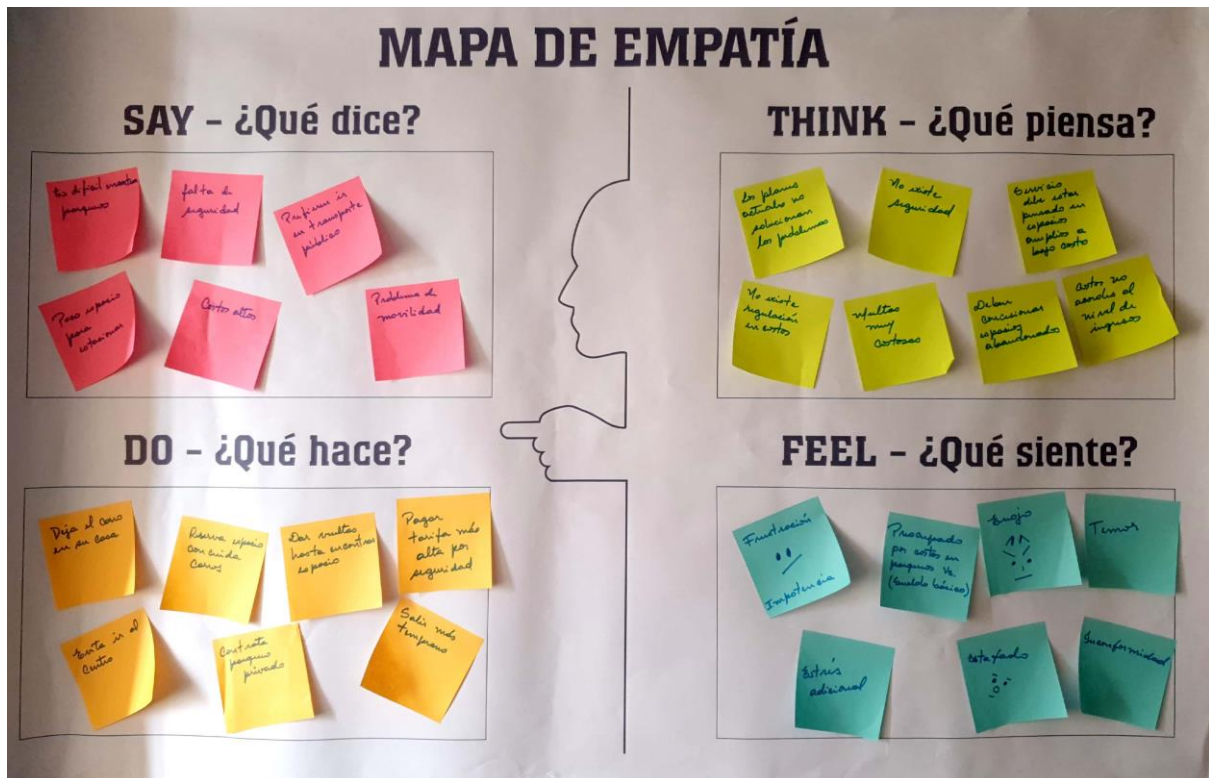 MAPA DE EMPATÍA
SAY - ¿Qué dice?
Es dificil encontrar
parqueos
falta de
seguridad
Prefieren ir
en transporte
público
Poco espacio
para
estacionar
Costos altos
Problema de
movilidad
THINK - ¿Qué piensa?
Los planes
actuales no
solucionan
los problemas
No existe
seguridad
Servicio
debe estar
pensado en
espacios
amplios a
bajo costo
No existe
regulación
en costos
Multas
muy
costosas
Deben
concesionar
espacios
abandonados
Costos no
acordes al
nivel de
ingresos
DO - ¿Qué hace?
Deja el carro
en su casa
Reserva espacio
con cuida
carros
Dar vueltas
hasta encontrar
espacio
Pagar
tarifa más
alta por
seguridad
Evita ir al
Centro
Contrata
parqueo
privado
Salir más
temprano
FEEL - ¿Qué siente?
Frustración
Impotencia
Preocupado
por costos en
parqueos Vs.
(sueldo básico)
Enojo
Temor
Estrés
adicional
estafado
Inconformidad